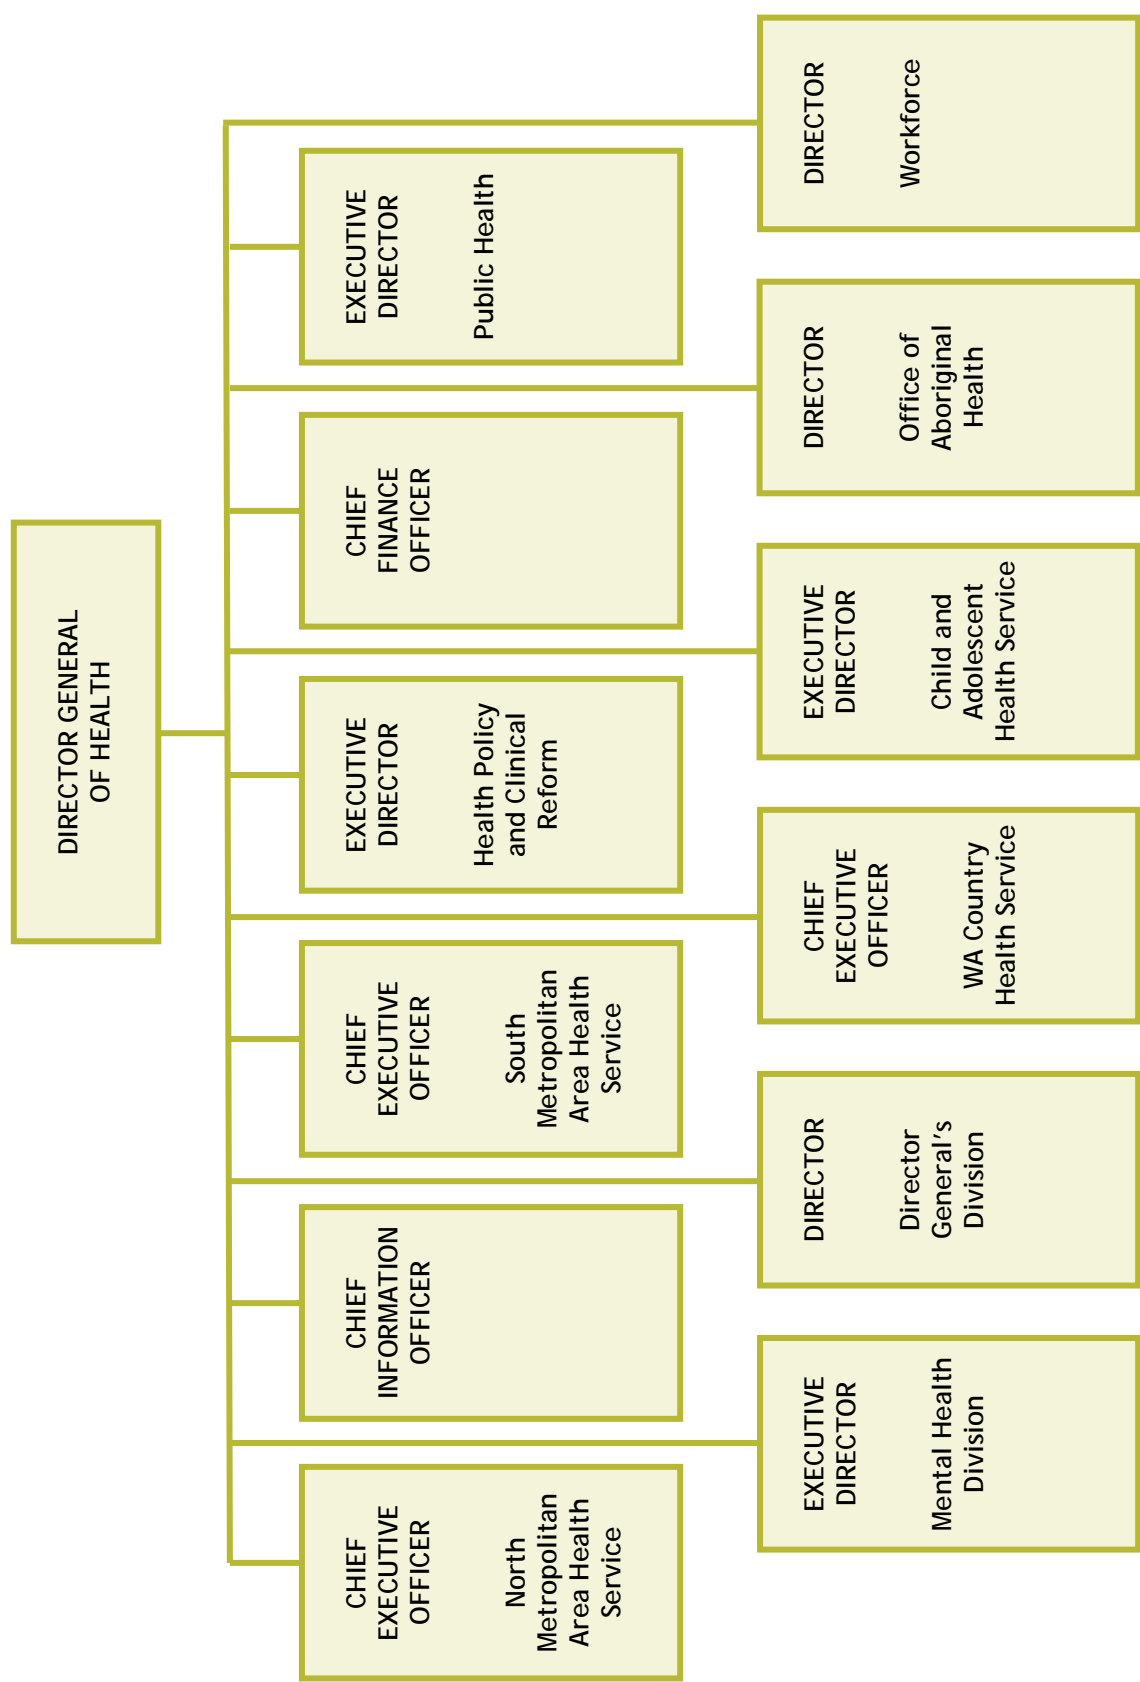 DIRECTOR GENERAL
OF HEALTH
CHIEF
EXECUTIVE
OFFICER
North
Metropolitan
Area Health
Service
CHIEF
INFORMATION
OFFICER
CHIEF
EXECUTIVE
OFFICER
South
Metropolitan
Area Health
Service
EXECUTIVE
DIRECTOR
Health Policy
and Clinical
Reform
CHIEF
FINANCE
OFFICER
EXECUTIVE
DIRECTOR
Public Health
EXECUTIVE
DIRECTOR
Mental Health
Division
DIRECTOR
Director
General's
Division
CHIEF
EXECUTIVE
OFFICER
WA Country
Health Service
EXECUTIVE
DIRECTOR
Child and
Adolescent
Health Service
DIRECTOR
Office of
Aboriginal
Health
DIRECTOR
Workforce